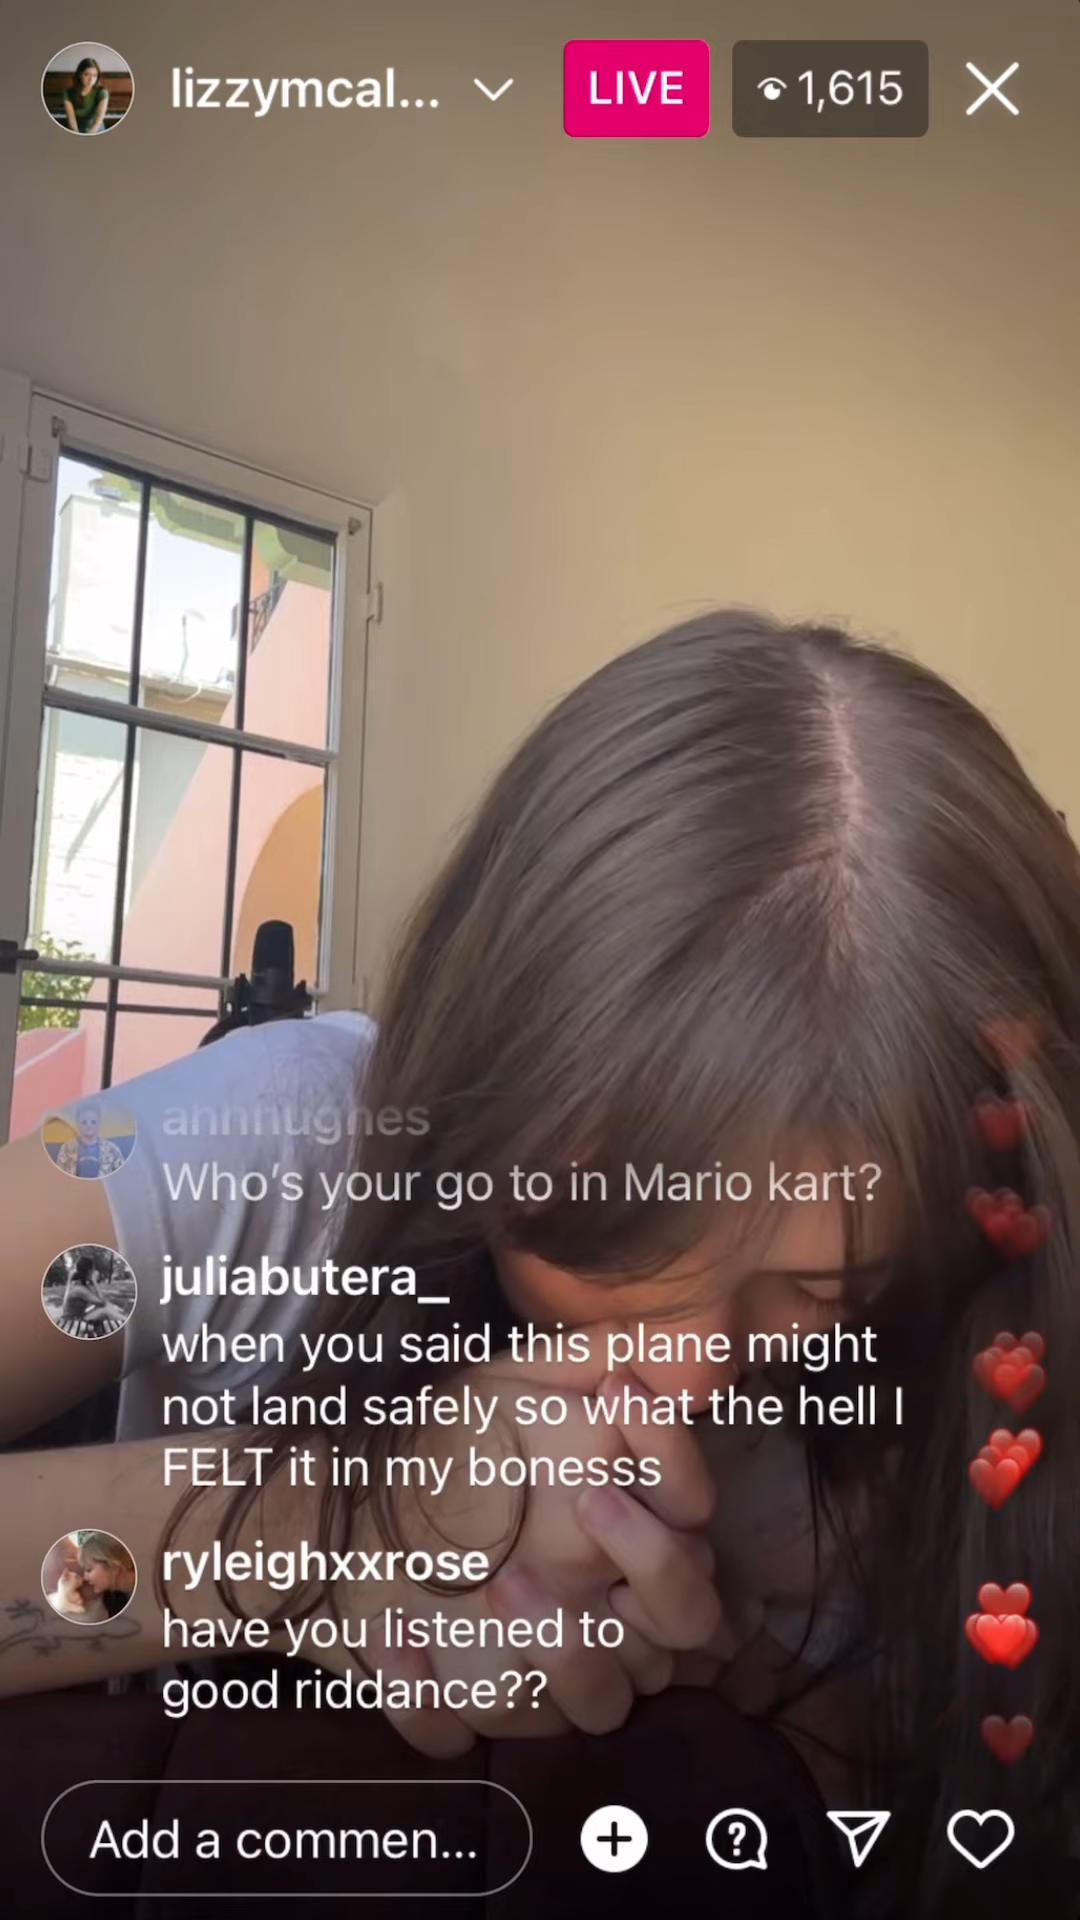 lizzymcal...
LIVE
1,615
annhughes
Who's your go to in Mario kart?
juliabutera_
when you said this plane might
not land safely so what the hell I
FELT it in my bonesss
ryleighxxrose
have you listened to
good riddance??
Add a commen...